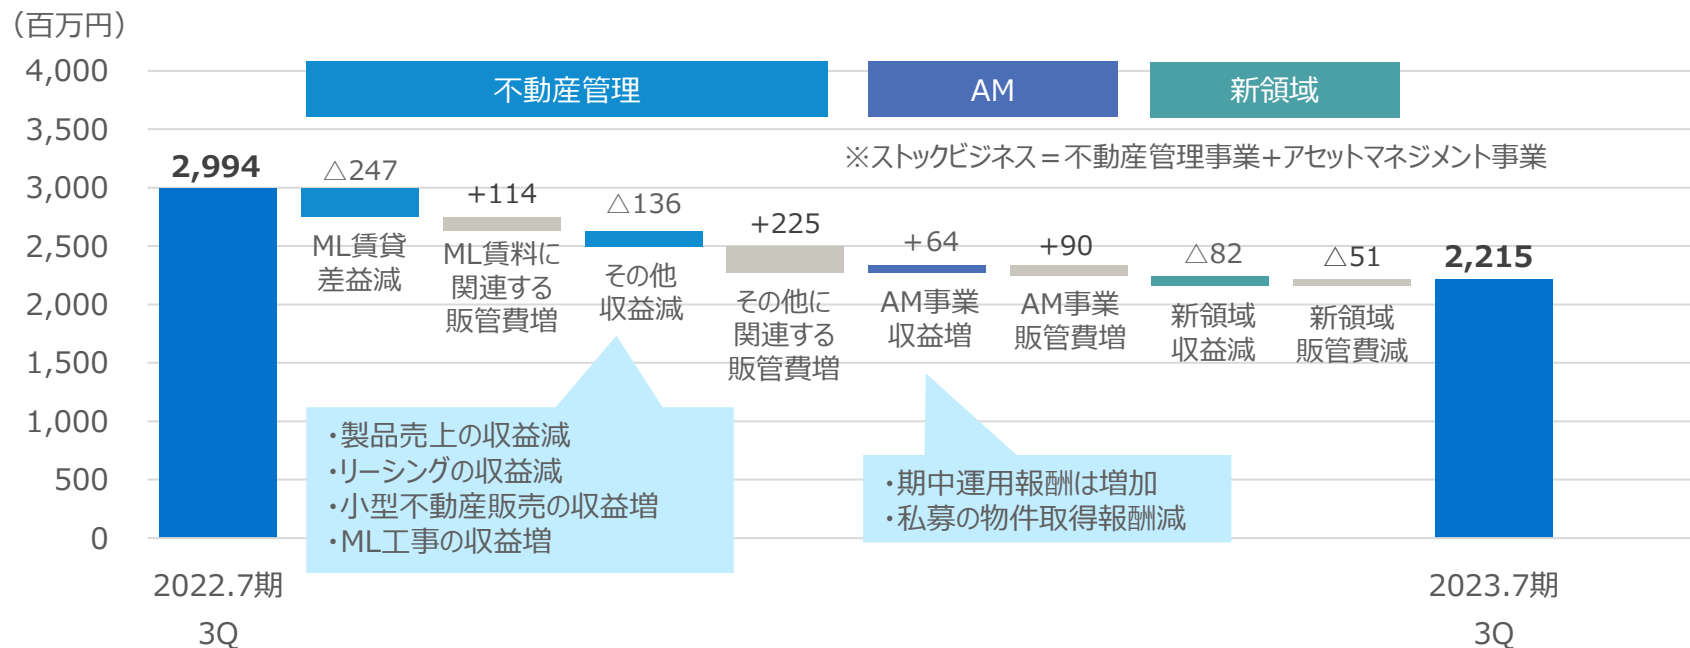 (百万円)
4,000
3,500
3,000
2,500
2,000
1,500
1,000
500
0
不動産管理
AM
新領域
※ストックビジネス＝不動産管理事業+アセットマネジメント事業
2,994
△247
ML賃貸
差益減
+114
ML賃料に
関連する
販管費増
△136
その他
収益減
+225
その他に
関連する
販管費増
＋64
AM事業
収益増
+90
AM事業
販管費増
△82
新領域
収益減
△51
新領域
販管費減
2,215
・製品売上の収益減
・リーシングの収益減
・小型不動産販売の収益増
・ML工事の収益増
・期中運用報酬は増加
・私募の物件取得報酬減
2022.7期
3Q
2023.7期
3Q